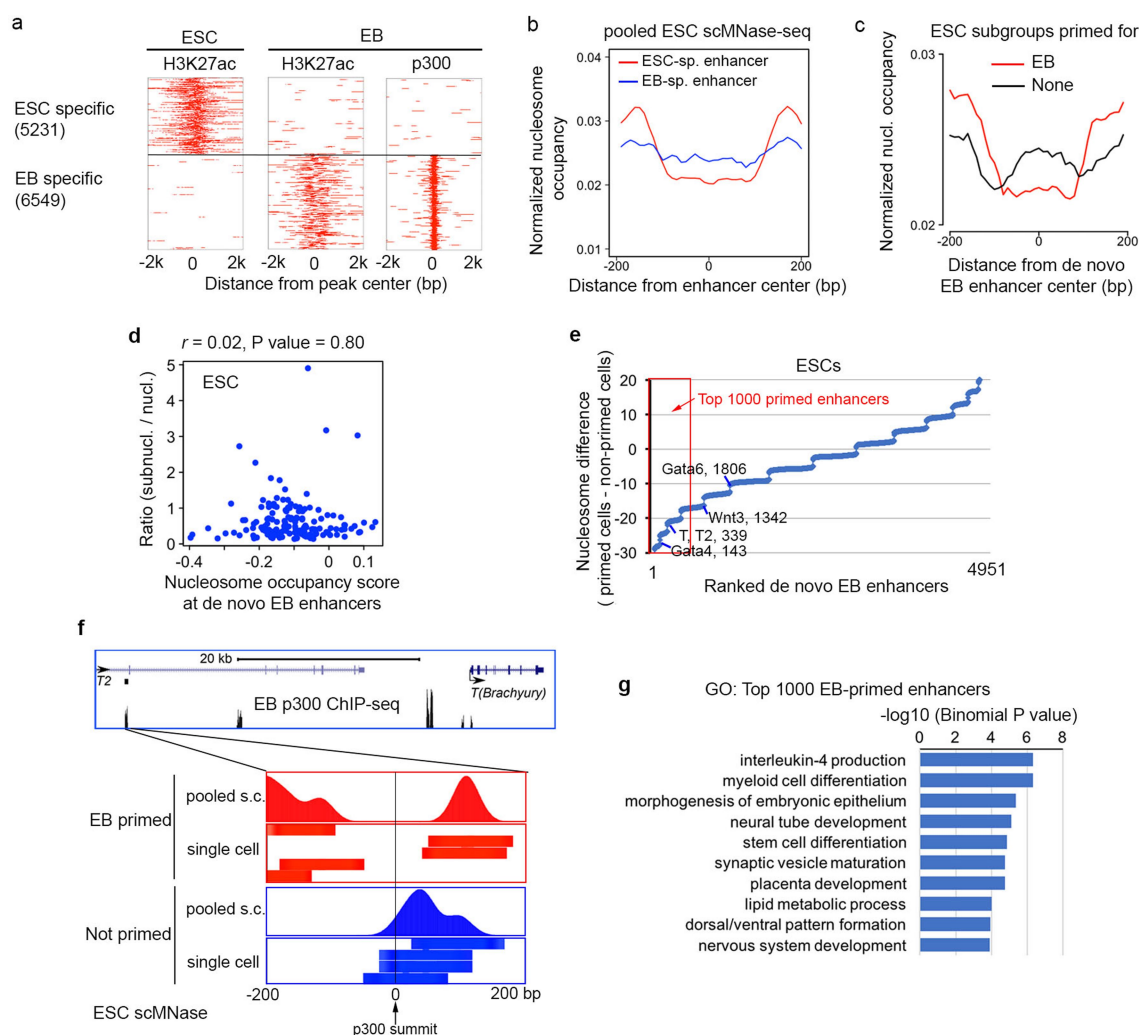 a
ESC
EB
H3K27ac
H3K27ac
p300
ESC specific
(5231)
EB specific
(6549)
-2k 0 2k
-2k 0 2k
-2k 0 2k
Distance from peak center (bp)
b
pooled ESC scMNase-seq
Normalized nucleosome
occupancy
0.04
0.03
0.02
0.01
ESC-sp. enhancer
EB-sp. enhancer
-200 -100 0 100 200
Distance from enhancer center (bp)
c
ESC subgroups primed for
Normalized nucl. occupancy
0.03
0.02
EB
None
-200 -100 0 100 200
Distance from de novo
EB enhancer center (bp)
d
r = 0.02, P value = 0.80
ESC
Ratio (subnucl. / nucl.)
5
4
3
2
1
0
-0.4 -0.2 0 0.1
Nucleosome occupancy score
at de novo EB enhancers
e
ESCs
Nucleosome difference
( primed cells - non-primed cells)
20
10
0
-10
-20
-30
Top 1000 primed enhancers
Gata6, 1806
Wnt3, 1342
T, T2, 339
Gata4, 143
1
4951
Ranked de novo EB enhancers
f
20 kb
T2
T(Brachyury)
EB p300 ChIP-seq
EB primed
pooled s.c.
single cell
Not primed
pooled s.c.
single cell
-200 0 200 bp
ESC scMNase
p300 summit
g
GO: Top 1000 EB-primed enhancers
-log10 (Binomial P value)
0 2 4 6 8
interleukin-4 production
myeloid cell differentiation
morphogenesis of embryonic epithelium
neural tube development
stem cell differentiation
synaptic vesicle maturation
placenta development
lipid metabolic process
dorsal/ventral pattern formation
nervous system development